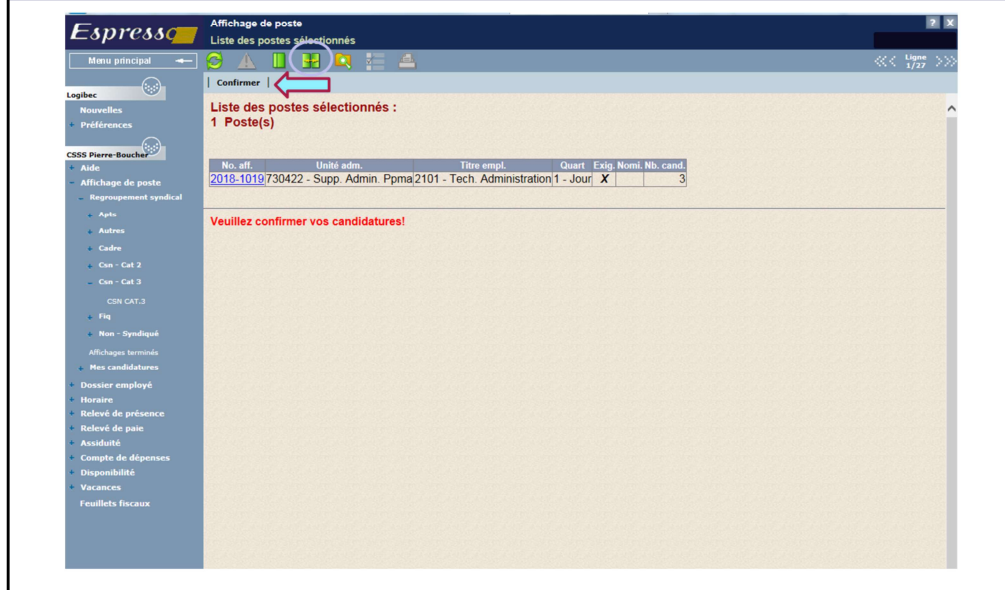 Espresso
Affichage de poste
Liste des postes sélectionnés
? X
Menu principal
Ligne
1/27
Confirmer
Logibec
Nouvelles
+ Préférences
CSSS Pierre-Boucher
+ Aide
- Affichage de poste
- Regroupement syndical
+ Apts
+ Autres
+ Cadre
+ Csn - Cat 2
- Csn - Cat 3
CSN CAT.3
+ Fiq
+ Non - Syndiqué
Affichages terminés
+ Mes candidatures
+ Dossier employé
+ Horaire
+ Relevé de présence
+ Relevé de paie
+ Assiduité
+ Compte de dépenses
+ Disponibilité
+ Vacances
Feuillets fiscaux
Liste des postes sélectionnés :
1 Poste(s)
No. aff. Unité adm. Titre empl. Quart Exig. Nomi. Nb. cand.
2018-1019 730422 - Supp. Admin. Ppma 2101 - Tech. Administration 1 - Jour X 3
Veuillez confirmer vos candidatures!